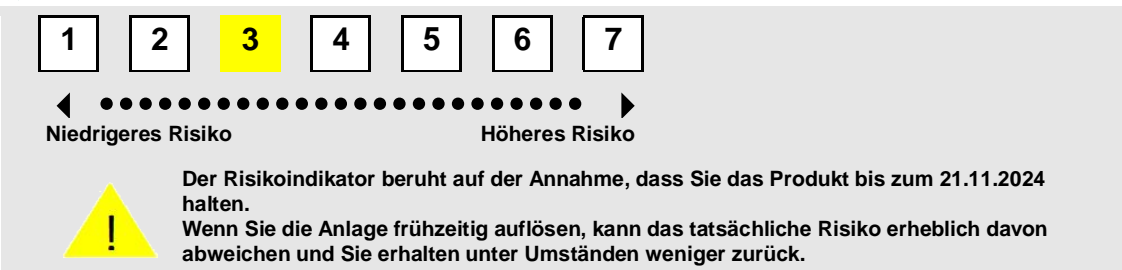 1 2 3 4 5 6 7
Niedrigeres Risiko Höheres Risiko
Der Risikoindikator beruht auf der Annahme, dass Sie das Produkt bis zum 21.11.2024
halten.
Wenn Sie die Anlage frühzeitig auflösen, kann das tatsächliche Risiko erheblich davon
abweichen und Sie erhalten unter Umständen weniger zurück.
!